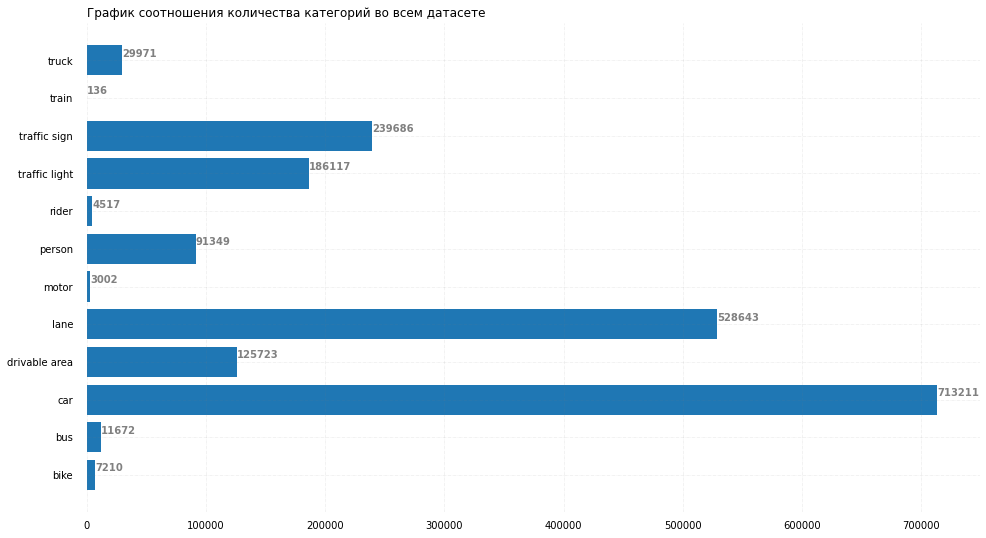 График соотношения количества категорий во всем датасете
truck 29971
train 136
traffic sign 239686
traffic light 186117
rider 4517
person 91349
motor 3002
lane 528643
drivable area 125723
car 713211
bus 11672
bike 7210
0 100000 200000 300000 400000 500000 600000 700000